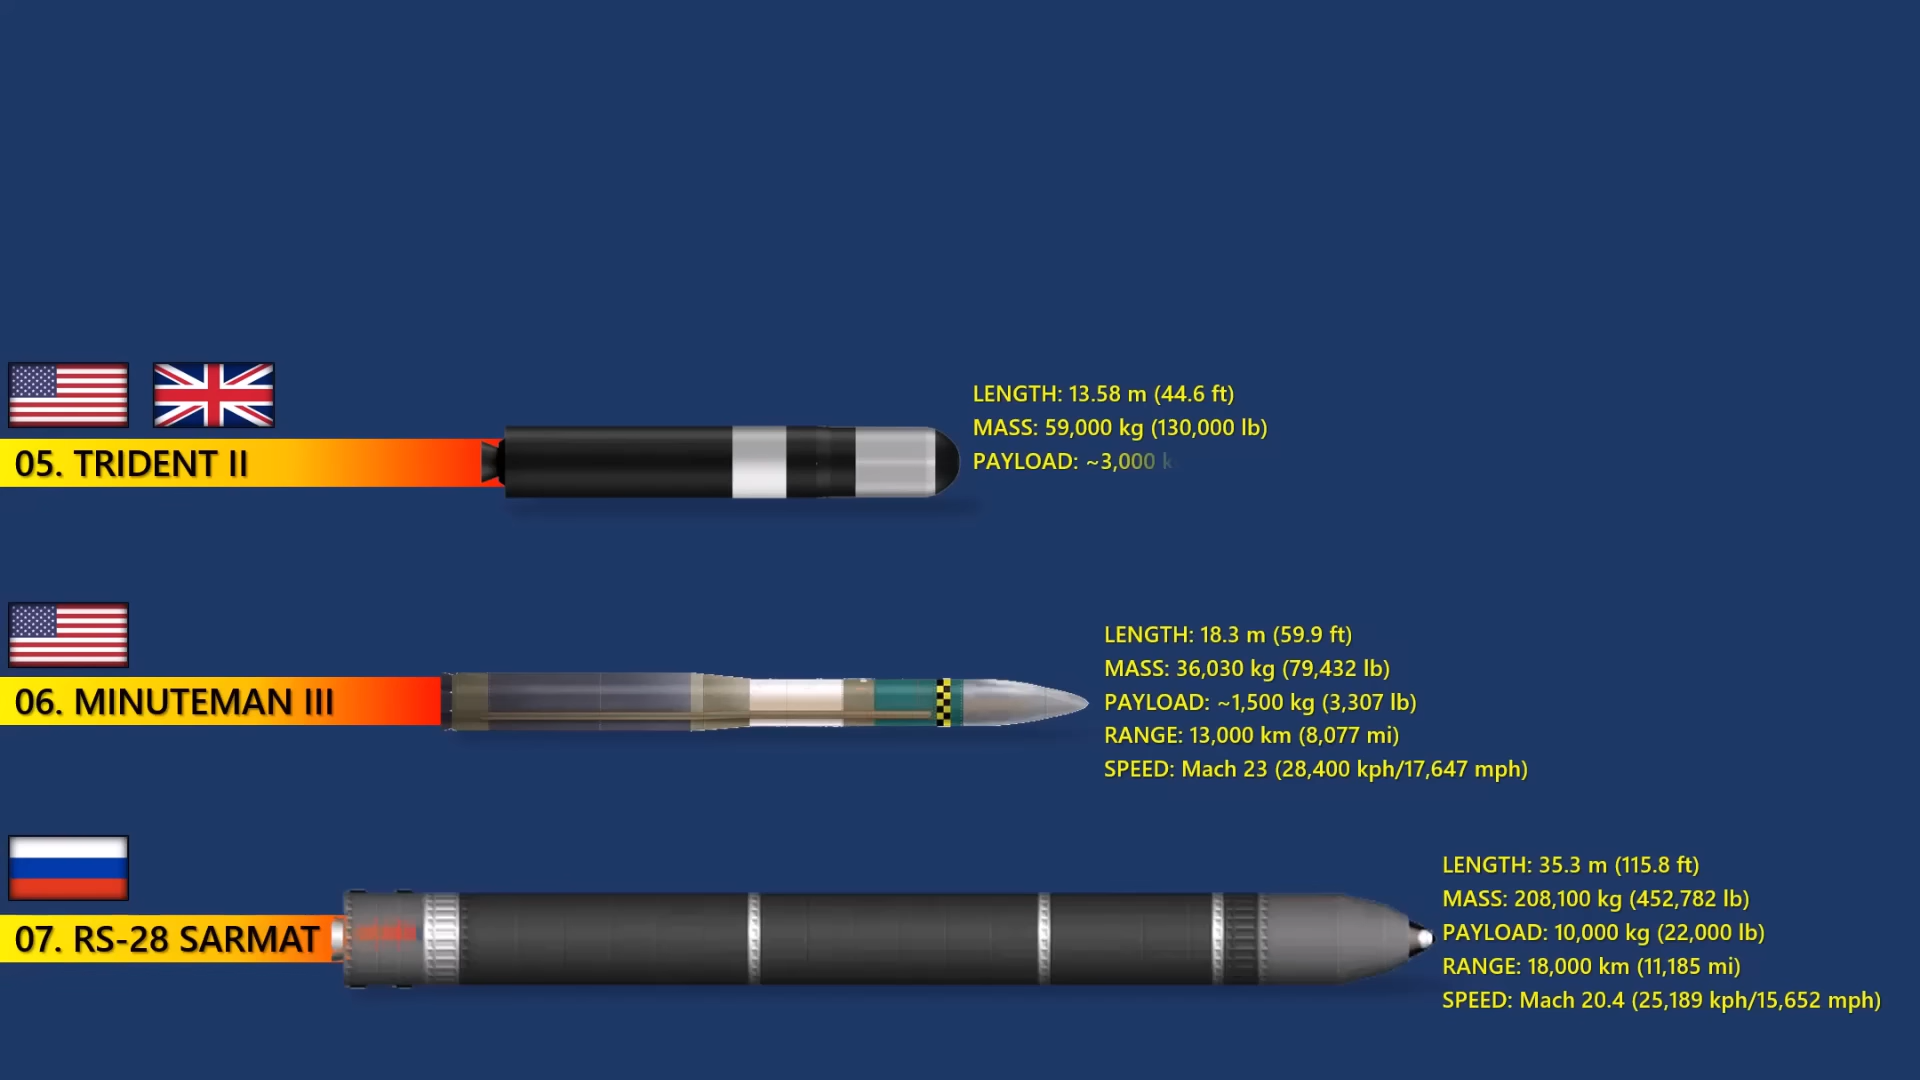 LENGTH: 13.58 m (44.6 ft)
MASS: 59,000 kg (130,000 lb)
05. TRIDENT II
PAYLOAD: ~3,000 k
LENGTH: 18.3 m (59.9 ft)
MASS: 36,030 kg (79,432 lb)
06. MINUTEMAN III
PAYLOAD: ~1,500 kg (3,307 lb)
RANGE: 13,000 km (8,077 mi)
SPEED: Mach 23 (28,400 kph/17,647 mph)
LENGTH: 35.3 m (115.8 ft)
MASS: 208,100 kg (452,782 lb)
07. RS-28 SARMAT
PAYLOAD: 10,000 kg (22,000 lb)
RANGE: 18,000 km (11,185 mi)
SPEED: Mach 20.4 (25,189 kph/15,652 mph)